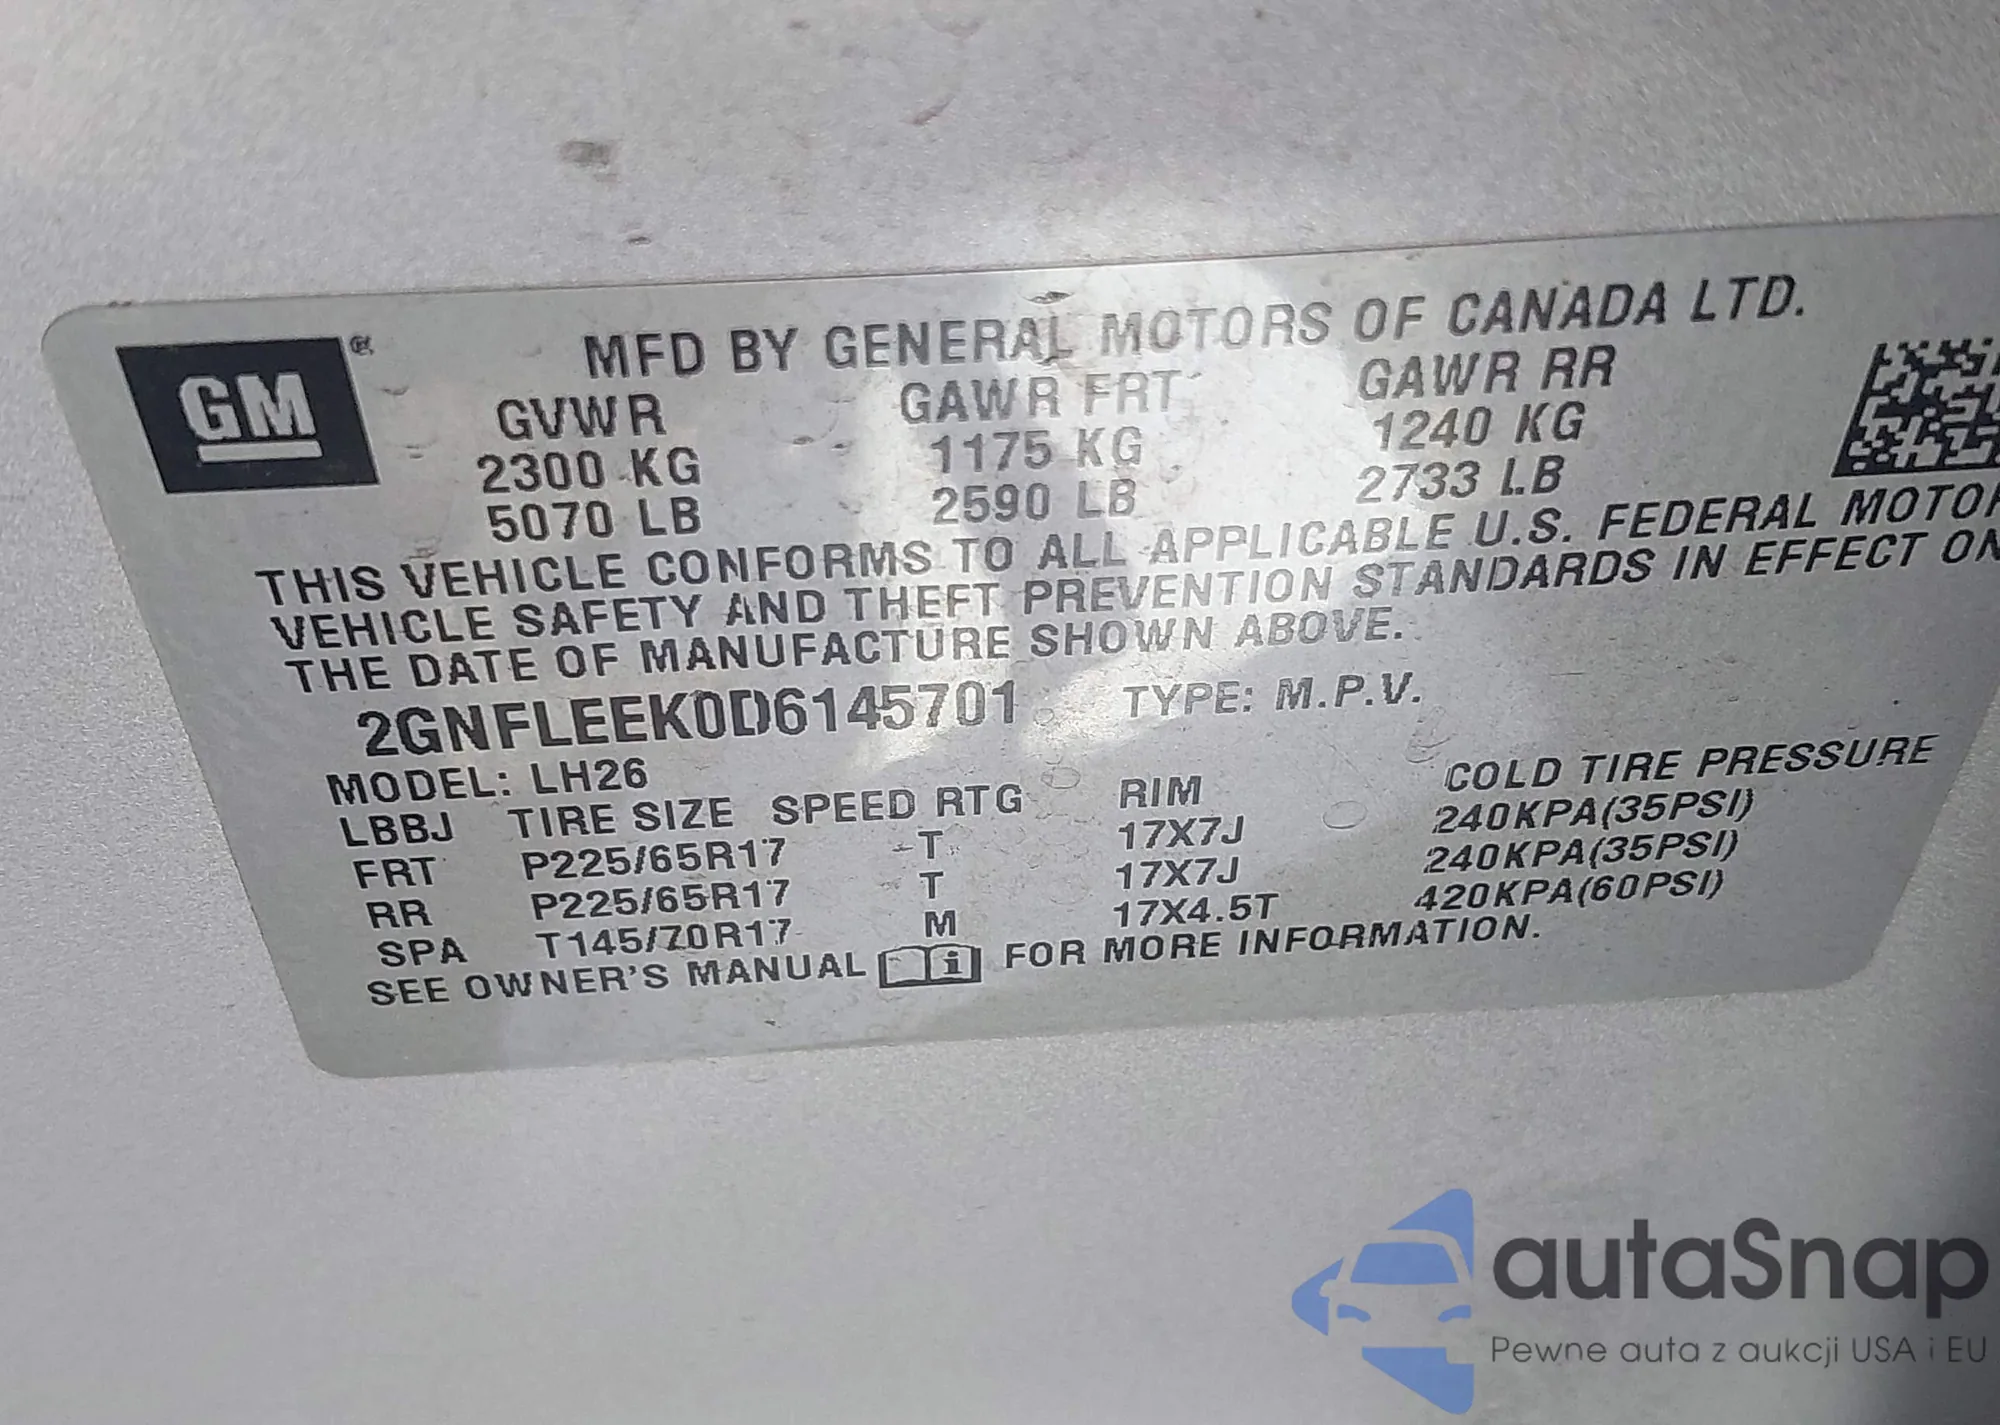 GM®
MFD BY GENERAL MOTORS OF CANADA LTD.
GVWR GAWR FRT GAWR RR
2300 KG 1175 KG 1240 KG
5070 LB 2590 LB 2733 LB
THIS VEHICLE CONFORMS TO ALL APPLICABLE U.S. FEDERAL MOTOR
VEHICLE SAFETY AND THEFT PREVENTION STANDARDS IN EFFECT ON
THE DATE OF MANUFACTURE SHOWN ABOVE.
2GNFLEEK0D6145701 TYPE: M.P.V.
MODEL: LH26
LBBJ TIRE SIZE SPEED RTG RIM COLD TIRE PRESSURE
FRT P225/65R17 T 17X7J 240KPA(35PSI)
RR P225/65R17 T 17X7J 240KPA(35PSI)
SPA T145/70R17 M 17X4.5T 420KPA(60PSI)
SEE OWNER'S MANUAL i FOR MORE INFORMATION.
autaSnap
Pewne auta z aukcji USA i EU